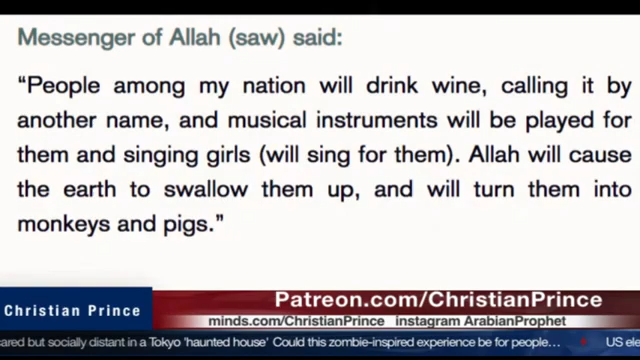 Messenger of Allah (saw) said:
“People among my nation will drink wine, calling it by
another name, and musical instruments will be played for
them and singing girls (will sing for them). Allah will cause
the earth to swallow them up, and will turn them into
monkeys and pigs.”
Christian Prince
Patreon.com/ChristianPrince
minds.com/ChristianPrince instagram ArabianProphet
but socially distant in a Tokyo 'haunted house' Could this zombie-inspired experience be for people… US